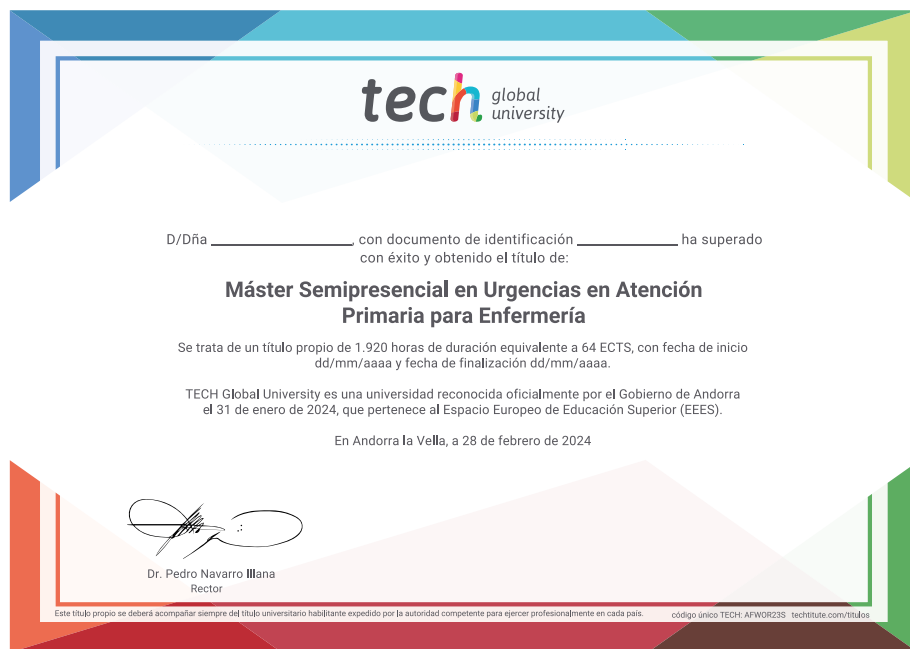 tech global
university
D/Dña ______________, con documento de identificación __________ ha superado
con éxito y obtenido el título de:
Máster Semipresencial en Urgencias en Atención
Primaria para Enfermería
Se trata de un título propio de 1.920 horas de duración equivalente a 64 ECTS, con fecha de inicio
dd/mm/aaaa y fecha de finalización dd/mm/aaaa.
TECH Global University es una universidad reconocida oficialmente por el Gobierno de Andorra
el 31 de enero de 2024, que pertenece al Espacio Europeo de Educación Superior (EEES).
En Andorra la Vella, a 28 de febrero de 2024
Dr. Pedro Navarro Illana
Rector
Este título propio se deberá acompañar siempre del título universitario habilitante expedido por la autoridad competente para ejercer profesionalmente en cada país.
código único TECH: AFWOR23S techtitute.com/titulos